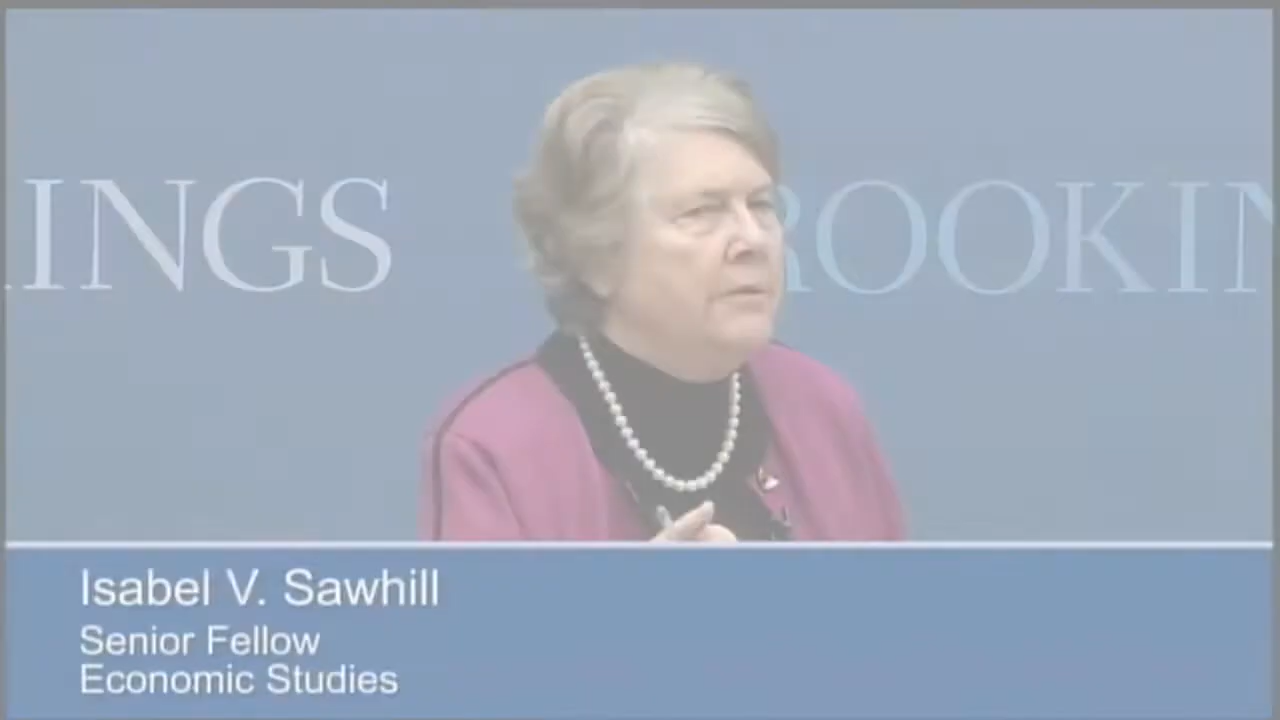 INGS ROOKIN
Isabel V. Sawhill
Senior Fellow
Economic Studies